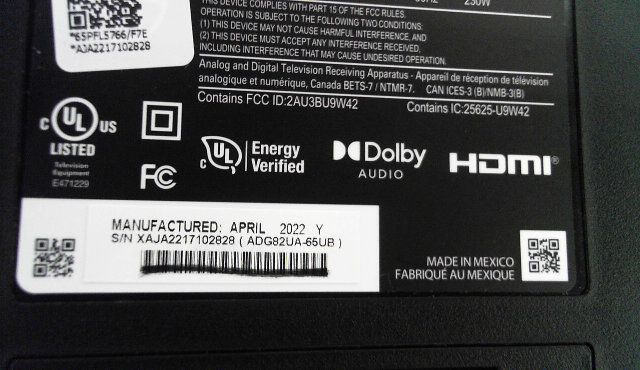 *65PFL5766/F7E
*AJA2217102828
230W
THIS DEVICE COMPLIES WITH PART 15 OF THE FCC RULES.
OPERATION IS SUBJECT TO THE FOLLOWING TWO CONDITIONS:
(1) THIS DEVICE MAY NOT CAUSE HARMFUL INTERFERENCE, AND
(2) THIS DEVICE MUST ACCEPT ANY INTERFERENCE RECEIVED,
INCLUDING INTERFERENCE THAT MAY CAUSE UNDESIRED OPERATION.
Analog and Digital Television Receiving Apparatus - Appareil de réception de télévision
analogique et numérique, Canada BETS-7 / NTMR-7. CAN ICES-3 (B)/NMB-3(B)
Contains FCC ID:2AU3BU9W42 Contains IC:25625-U9W42
C UL US
LISTED
Television
Equipment
E471229
FC
C UL Energy
Verified
Dolby
AUDIO
HDMI®
MANUFACTURED: APRIL 2022 Y
S/N XAJA2217102828 ( ADG82UA-65UB )
MADE IN MEXICO
FABRIQUÉ AU MEXIQUE